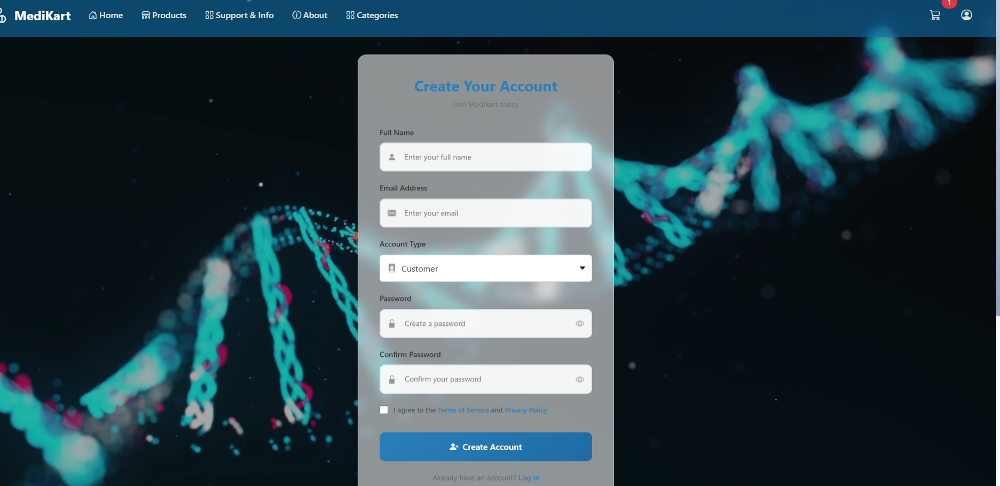 MediKart Home Products Support & Info About Categories 1
Create Your Account
Join Medikart today
Full Name
Enter your full name
Email Address
Enter your email
Account Type
Customer
Password
Create a password
Confirm Password
Confirm your password
I agree to the Terms of Service and Privacy Policy
Create Account
Already have an account? Log in